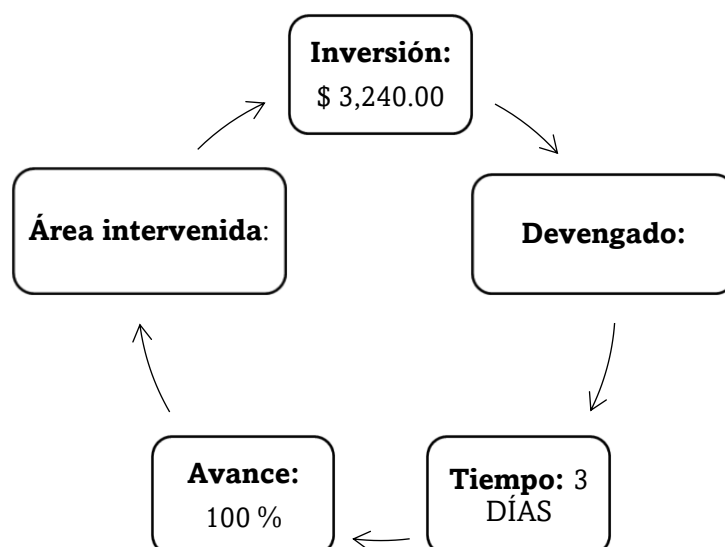 Inversión:
$ 3,240.00
Devengado:
Tiempo: 3
DÍAS
Avance:
100 %
Área intervenida: